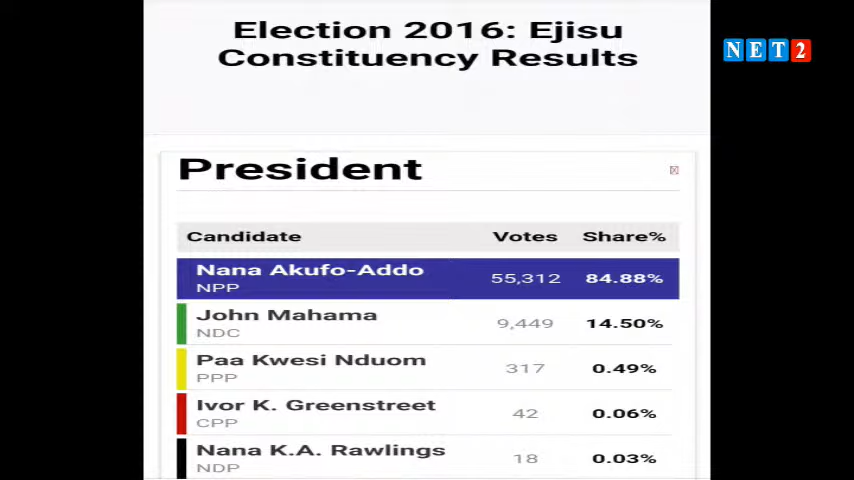 Election 2016: Ejisu
Constituency Results
NET2
President
Candidate Votes Share%
Nana Akufo-Addo
NPP
55,312 84.88%
John Mahama
NDC
9,449 14.50%
Paa Kwesi Nduom
PPP
317 0.49%
Ivor K. Greenstreet
CPP
42 0.06%
Nana K.A. Rawlings
NDP
18 0.03%